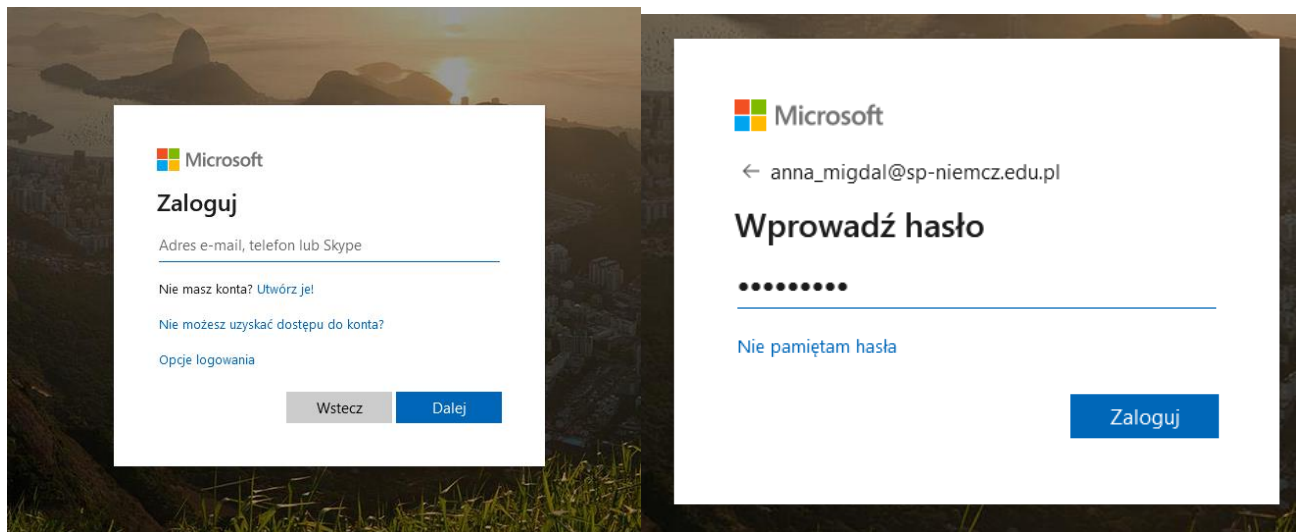 Microsoft
Zaloguj
Adres e-mail, telefon lub Skype
Nie masz konta? Utwórz je!
Nie możesz uzyskać dostępu do konta?
Opcje logowania
Wstecz
Dalej
Microsoft
← anna_migdal@sp-niemcz.edu.pl
Wprowadź hasło
•••••••••
Nie pamiętam hasła
Zaloguj